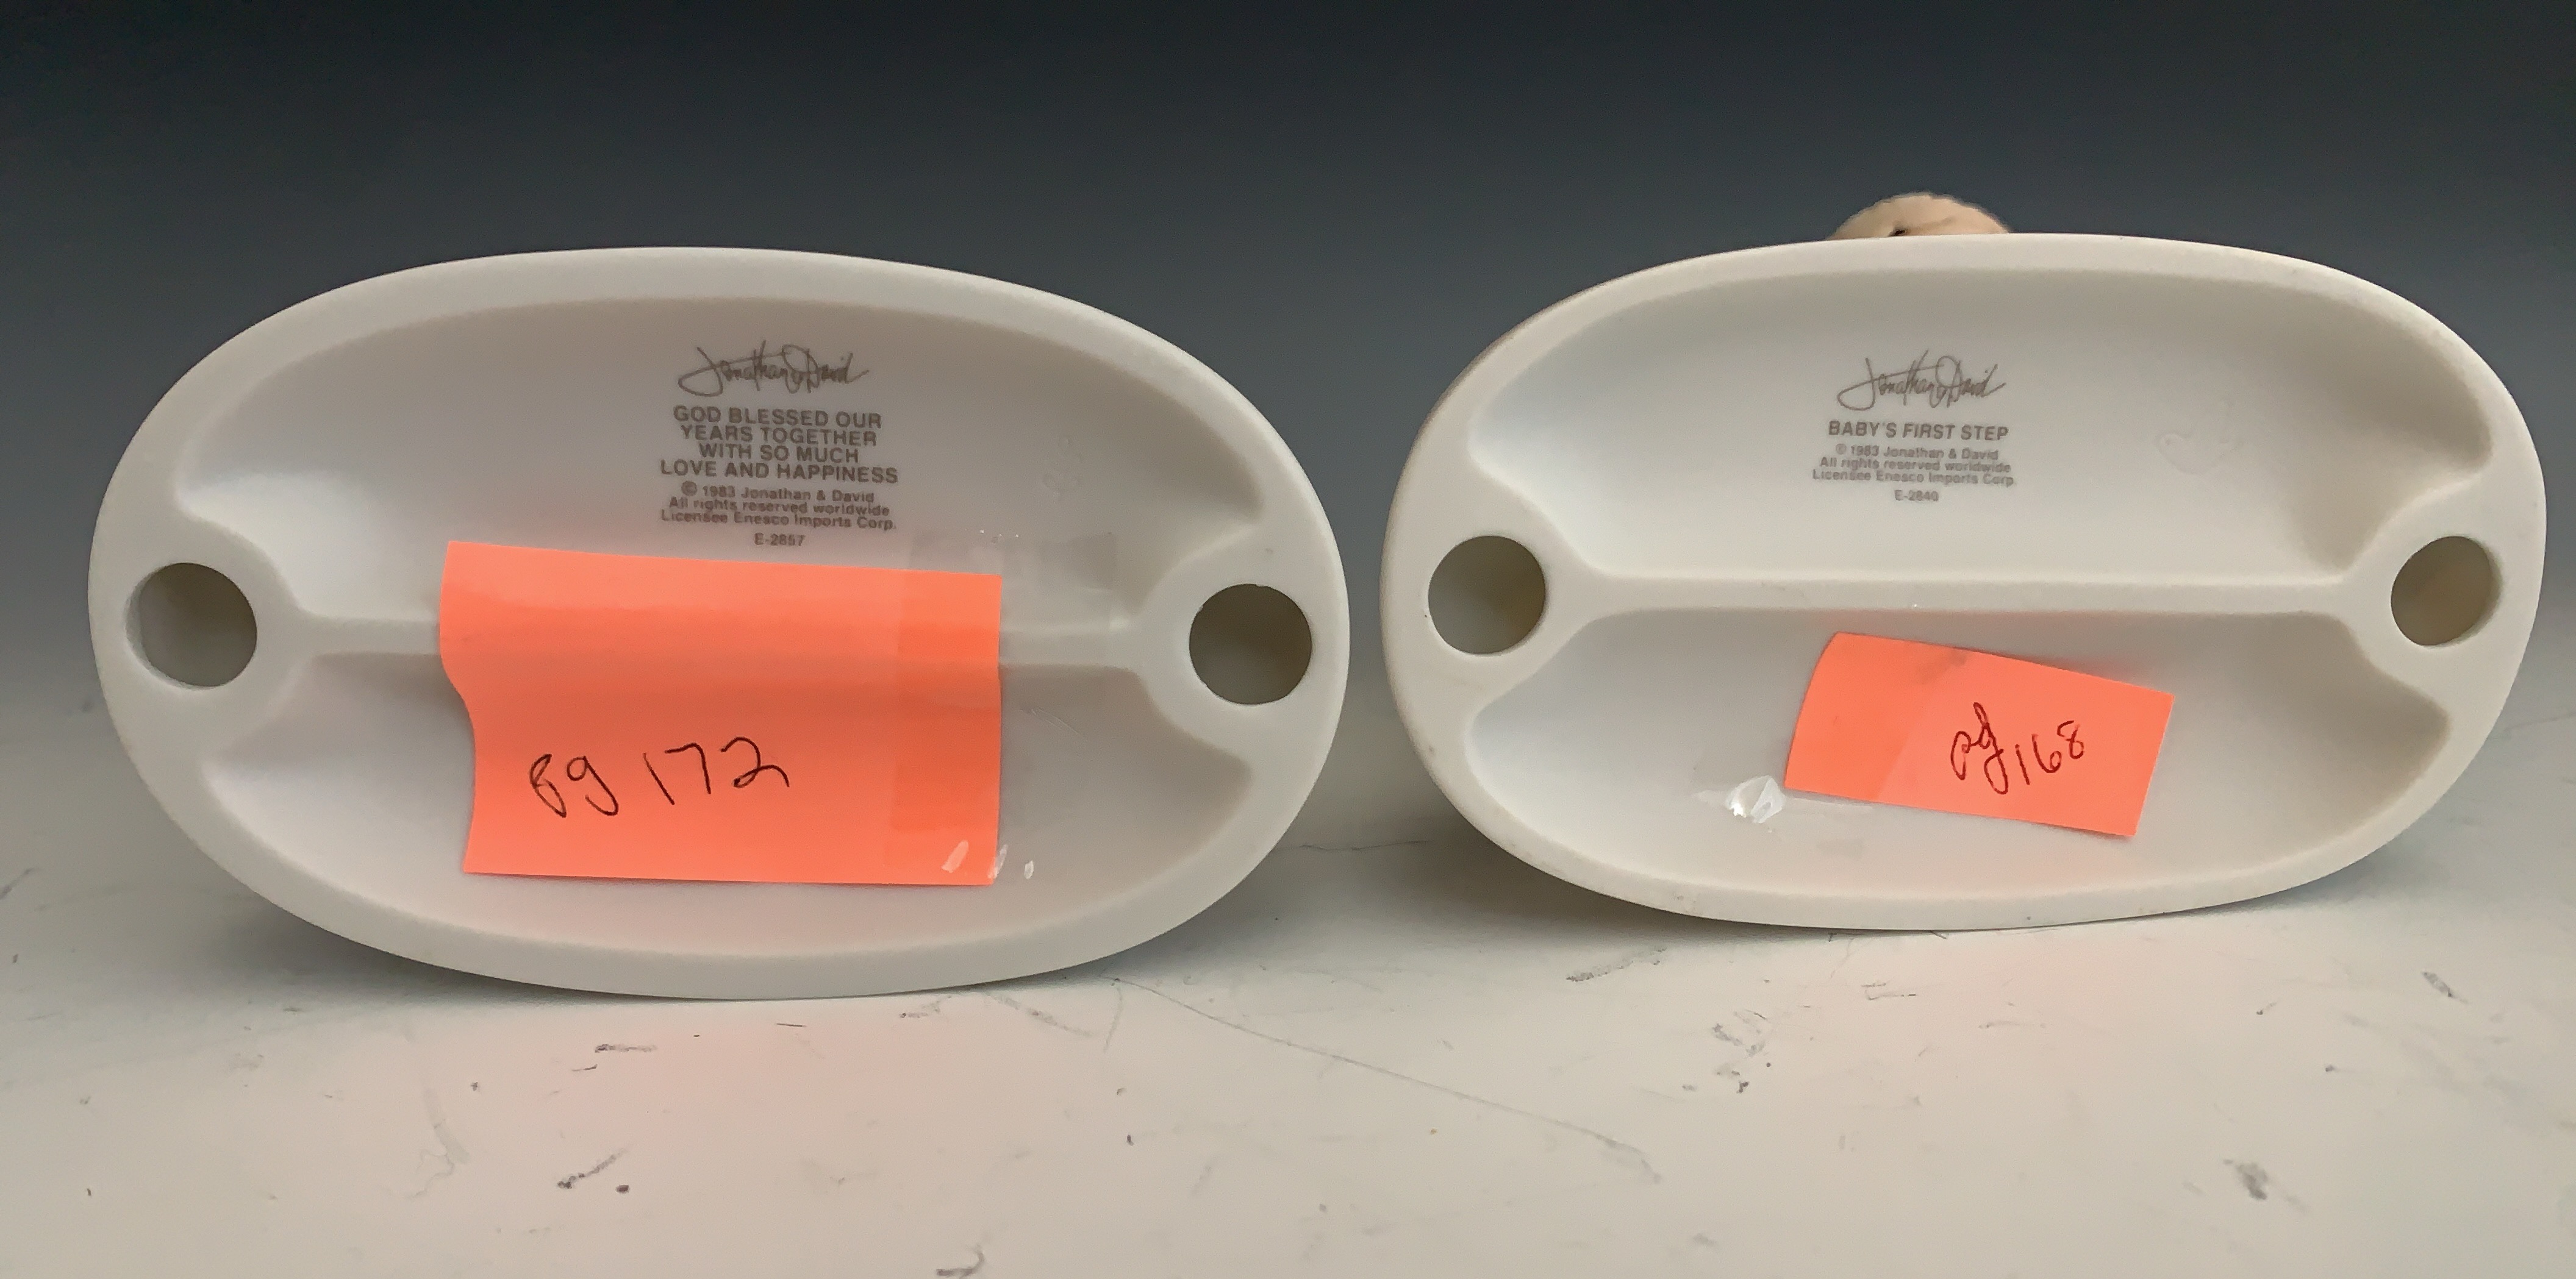 Jonathan & David
GOD BLESSED OUR
YEARS TOGETHER
WITH SO MUCH
LOVE AND HAPPINESS
© 1983 Jonathan & David
All rights reserved worldwide
Licensee Enesco Imports Corp.
E-2857
pg 172
Jonathan & David
BABY'S FIRST STEP
© 1983 Jonathan & David
All rights reserved worldwide
Licensee Enesco Imports Corp.
E-2840
pg 168